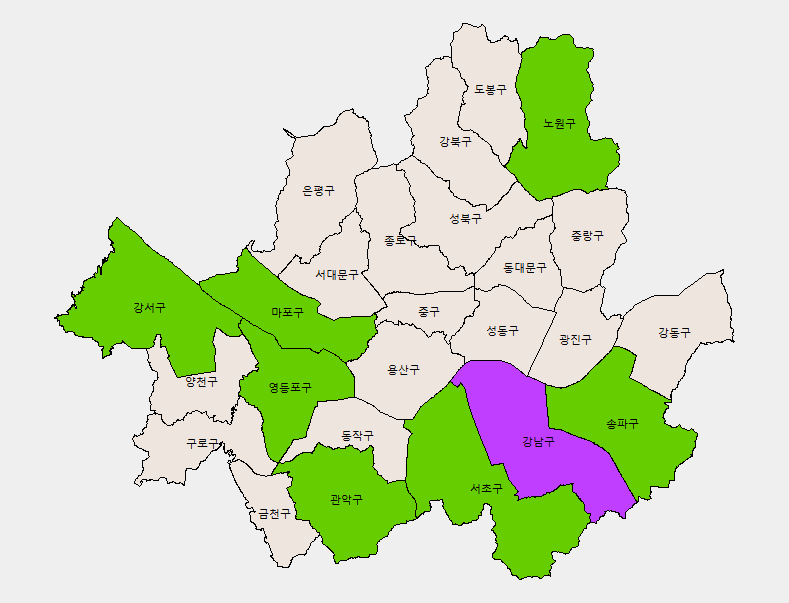 도봉구
노원구
강북구
은평구
성북구
종로구
중랑구
동대문구
서대문구
강서구
마포구
중구
성동구
광진구
강동구
용산구
양천구
영등포구
송파구
동작구
강남구
구로구
서초구
관악구
금천구